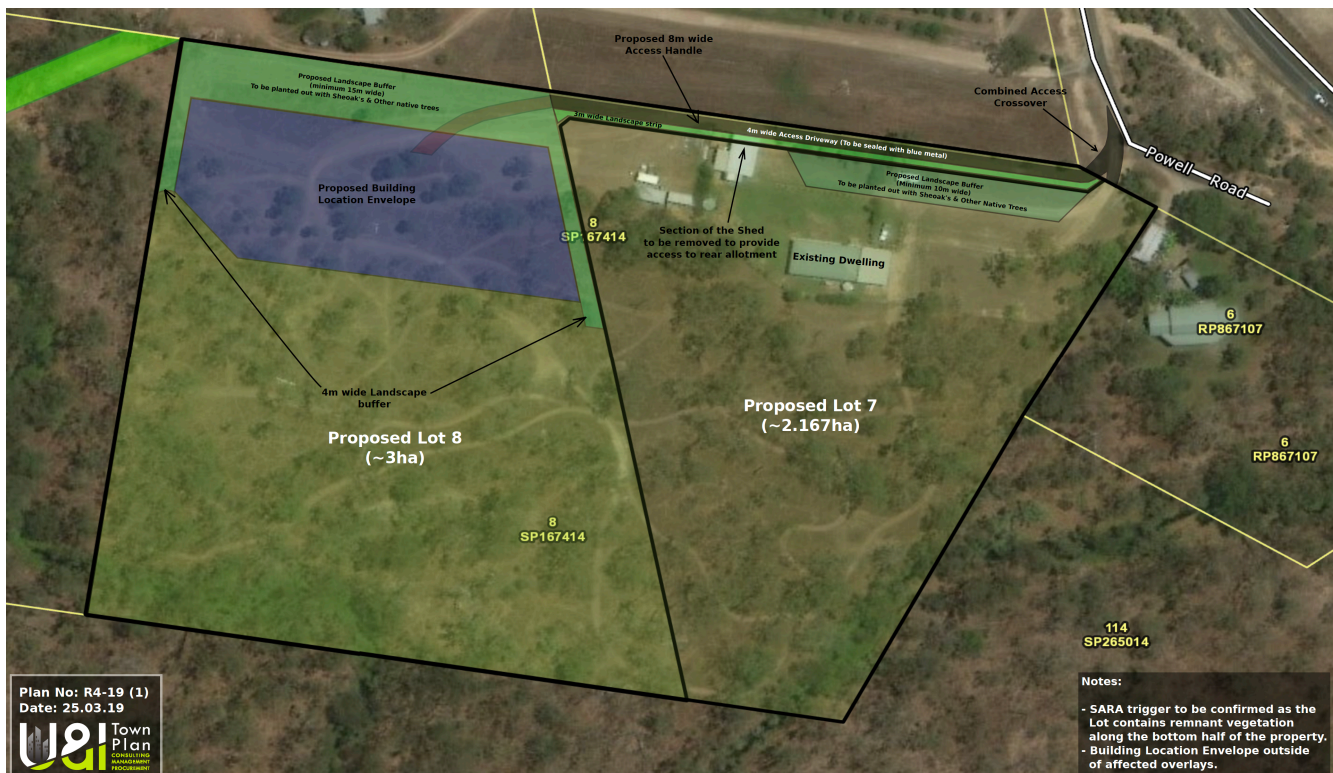 Proposed 8m wide
Access Handle
Combined Access
Crossover
Proposed Landscape Buffer
(minimum 15m wide)
To be planted out with Sheoak's & Other native trees
3m wide Landscape strip
4m wide Access Driveway (To be sealed with blue metal)
Powell Road
Proposed Landscape Buffer
(Minimum 10m wide)
To be planted out with Sheoak's & Other Native Trees
Proposed Building
Location Envelope
8
SP167414
Section of the Shed
to be removed to provide
access to rear allotment
Existing Dwelling
6
RP867107
4m wide Landscape
buffer
Proposed Lot 7
(~2.167ha)
Proposed Lot 8
(~3ha)
6
RP867107
8
SP167414
114
SP265014
Plan No: R4-19 (1)
Date: 25.03.19
U&i Town
Plan
CONSULTING
MANAGEMENT
PROCUREMENT
Notes:
- SARA trigger to be confirmed as the
Lot contains remnant vegetation
along the bottom half of the property.
- Building Location Envelope outside
of affected overlays.